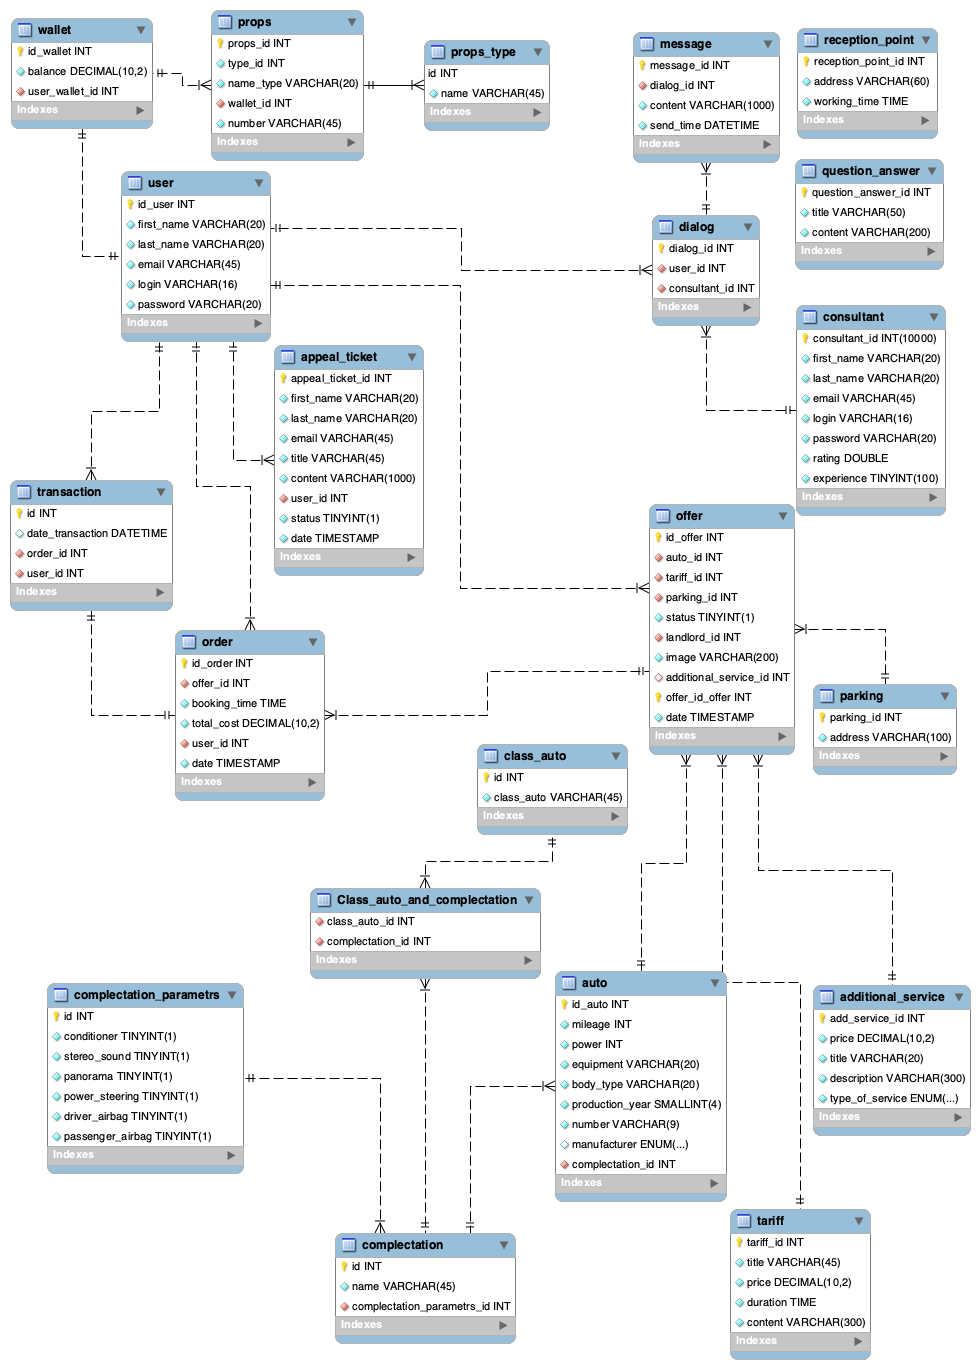 wallet
id_wallet INT
balance DECIMAL(10,2)
user_wallet_id INT
Indexes
props
props_id INT
type_id INT
name_type VARCHAR(20)
wallet_id INT
number VARCHAR(45)
Indexes
props_type
id INT
name VARCHAR(45)
Indexes
message
message_id INT
dialog_id INT
content VARCHAR(1000)
send_time DATETIME
Indexes
reception_point
reception_point_id INT
address VARCHAR(60)
working_time TIME
Indexes
question_answer
question_answer_id INT
title VARCHAR(50)
content VARCHAR(200)
Indexes
user
id_user INT
first_name VARCHAR(20)
last_name VARCHAR(20)
email VARCHAR(45)
login VARCHAR(16)
password VARCHAR(20)
Indexes
dialog
dialog_id INT
user_id INT
consultant_id INT
Indexes
consultant
consultant_id INT(10000)
first_name VARCHAR(20)
last_name VARCHAR(20)
email VARCHAR(45)
login VARCHAR(16)
password VARCHAR(20)
rating DOUBLE
experience TINYINT(100)
Indexes
appeal_ticket
appeal_ticket_id INT
first_name VARCHAR(20)
last_name VARCHAR(20)
email VARCHAR(45)
title VARCHAR(45)
content VARCHAR(1000)
user_id INT
status TINYINT(1)
date TIMESTAMP
Indexes
transaction
id INT
date_transaction DATETIME
order_id INT
user_id INT
Indexes
offer
id_offer INT
auto_id INT
tariff_id INT
parking_id INT
status TINYINT(1)
landlord_id INT
image VARCHAR(200)
additional_service_id INT
offer_id_offer INT
date TIMESTAMP
Indexes
order
id_order INT
offer_id INT
booking_time TIME
total_cost DECIMAL(10,2)
user_id INT
date TIMESTAMP
Indexes
parking
parking_id INT
address VARCHAR(100)
Indexes
class_auto
id INT
class_auto VARCHAR(45)
Indexes
Class_auto_and_complectation
class_auto_id INT
complectation_id INT
Indexes
complectation_parametrs
id INT
conditioner TINYINT(1)
stereo_sound TINYINT(1)
panorama TINYINT(1)
power_steering TINYINT(1)
driver_airbag TINYINT(1)
passenger_airbag TINYINT(1)
Indexes
auto
id_auto INT
mileage INT
power INT
equipment VARCHAR(20)
body_type VARCHAR(20)
production_year SMALLINT(4)
number VARCHAR(9)
manufacturer ENUM(...)
complectation_id INT
Indexes
additional_service
add_service_id INT
price DECIMAL(10,2)
title VARCHAR(20)
description VARCHAR(300)
type_of_service ENUM(...)
Indexes
complectation
id INT
name VARCHAR(45)
complectation_parametrs_id INT
Indexes
tariff
tariff_id INT
title VARCHAR(45)
price DECIMAL(10,2)
duration TIME
content VARCHAR(300)
Indexes